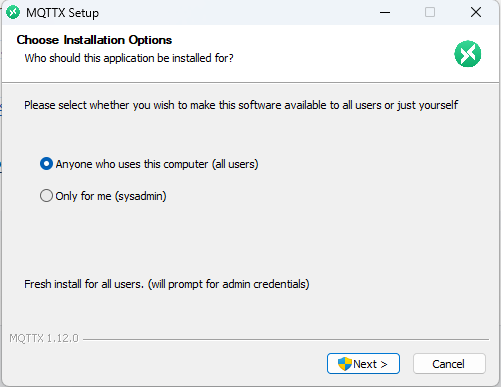 MQTTX Setup
Choose Installation Options
Who should this application be installed for?
Please select whether you wish to make this software available to all users or just yourself
Anyone who uses this computer (all users)
Only for me (sysadmin)
Fresh install for all users. (will prompt for admin credentials)
MQTTX 1.12.0
Next >
Cancel